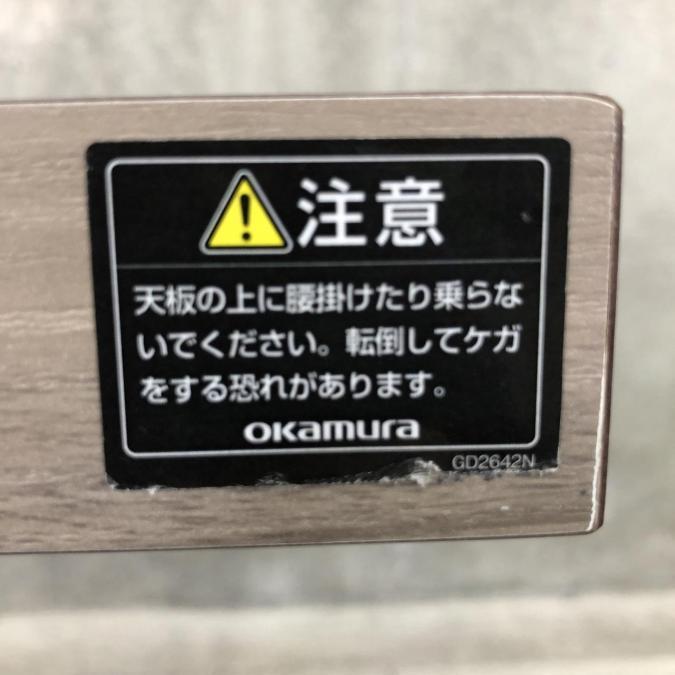 注意
天板の上に腰掛けたり乗らな
いでください。転倒してケガ
をする恐れがあります。
okamura
GD2642N